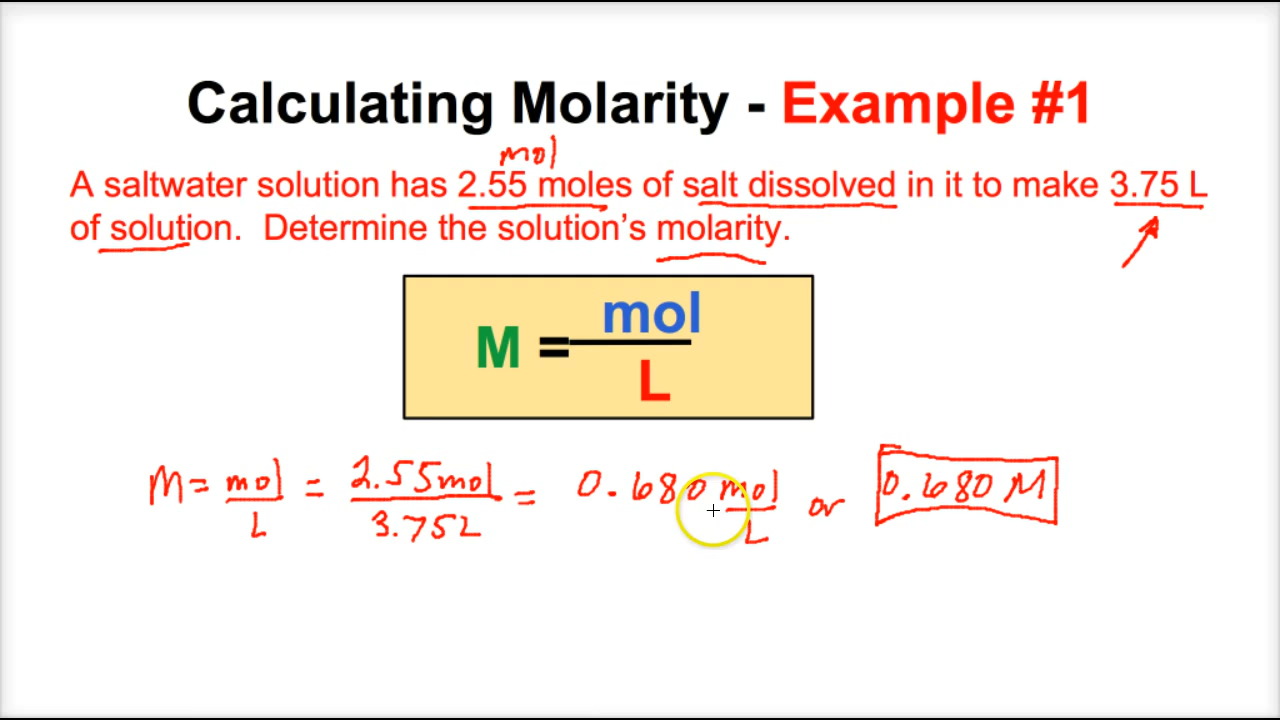 Calculating Molarity - Example #1
mol
A saltwater solution has 2.55 moles of salt dissolved in it to make 3.75 L
of solution.  Determine the solution's molarity.
M = mol
L
M = mol = 2.55mol = 0.680 mol or 0.680 M
L 3.75L L